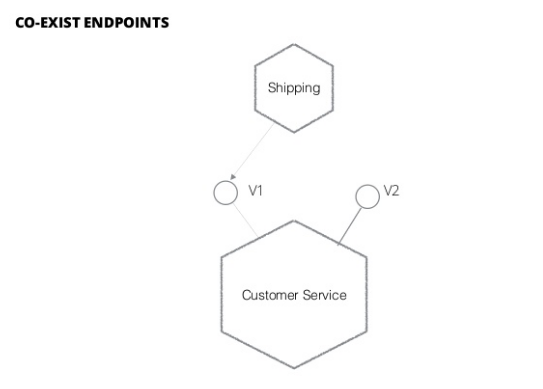 CO-EXIST ENDPOINTS
Shipping
V1
V2
Customer Service